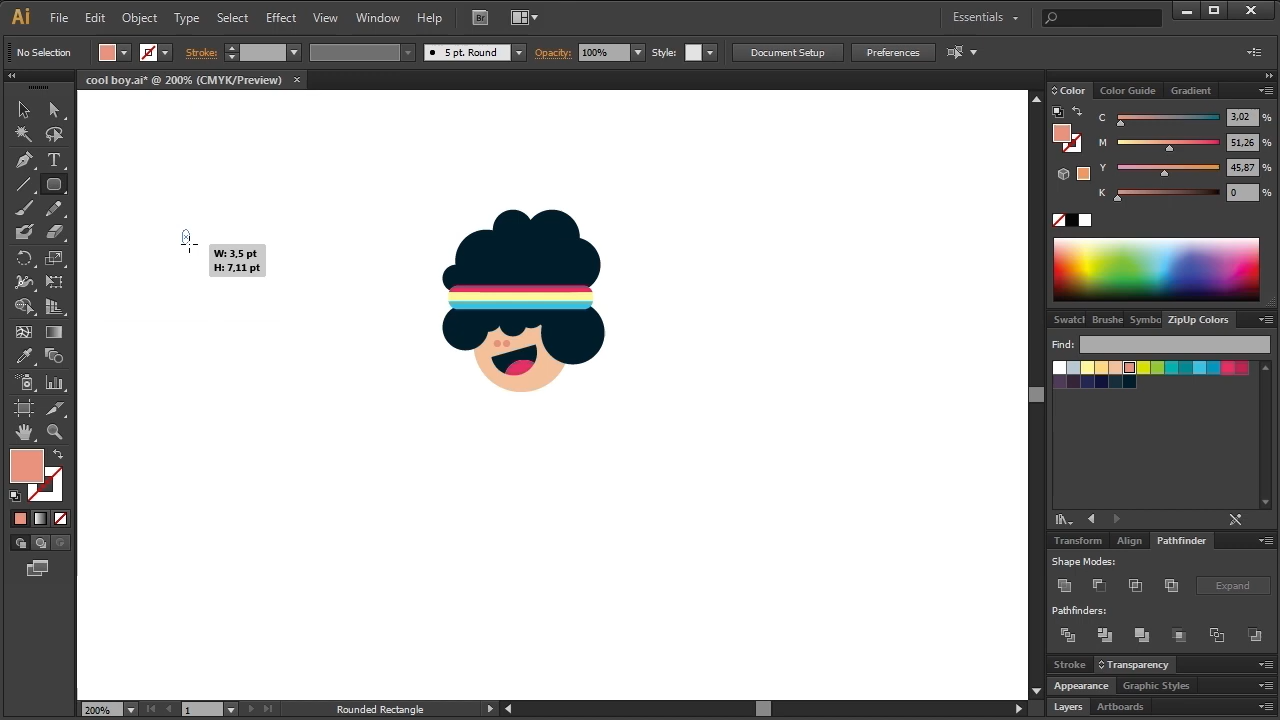 Ai File Edit Object Type Select Effect View Window Help Br Essentials
No Selection Stroke: 5 pt. Round Opacity: 100% Style: Document Setup Preferences
cool boy.ai* @ 200% (CMYK/Preview) ×
W: 3,5 pt
H: 7,11 pt
Color Color Guide Gradient
C 3,02 %
M 51,26 %
Y 45,87 %
K 0 %
Swatcl Brushe Symbo ZipUp Colors
Find:
Transform Align Pathfinder
Shape Modes:
Expand
Pathfinders:
Stroke Transparency
Appearance Graphic Styles
Layers Artboards
200% 1 Rounded Rectangle